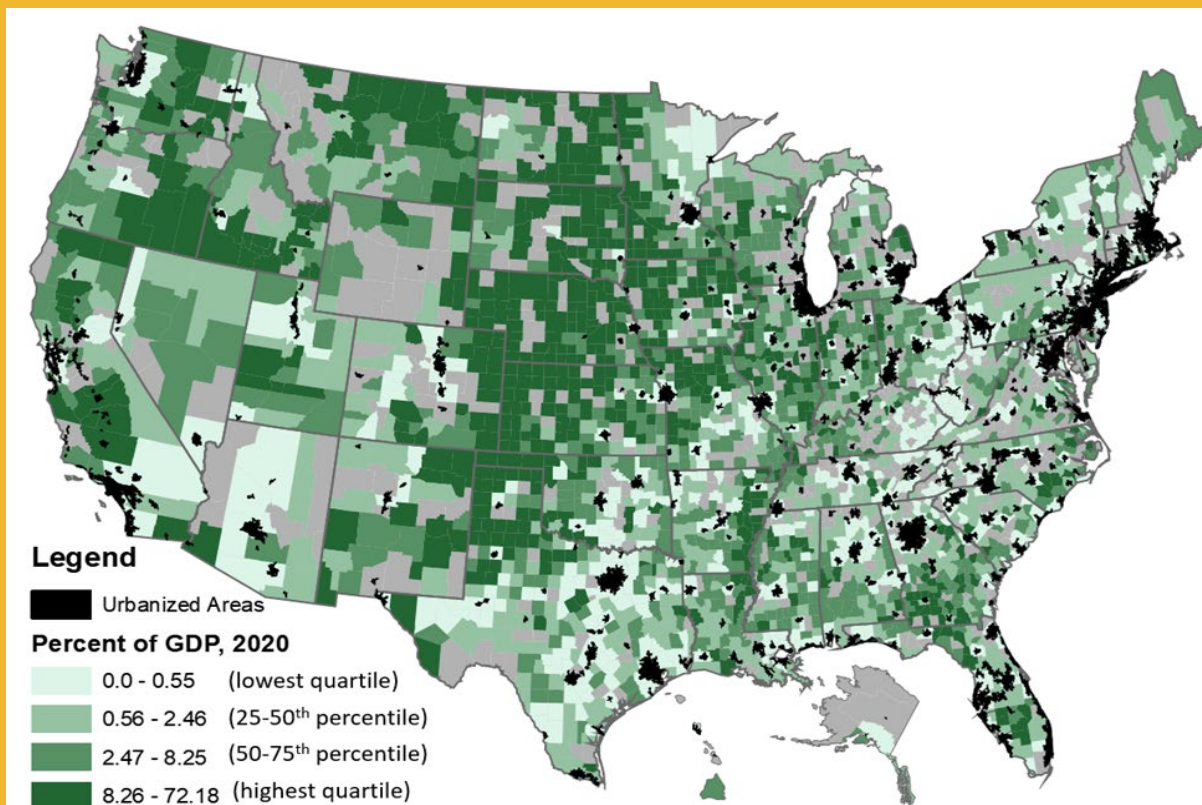 Legend
Urbanized Areas
Percent of GDP, 2020
0.0 - 0.55 (lowest quartile)
0.56 - 2.46 (25-50th percentile)
2.47 - 8.25 (50-75th percentile)
8.26 - 72.18 (highest quartile)